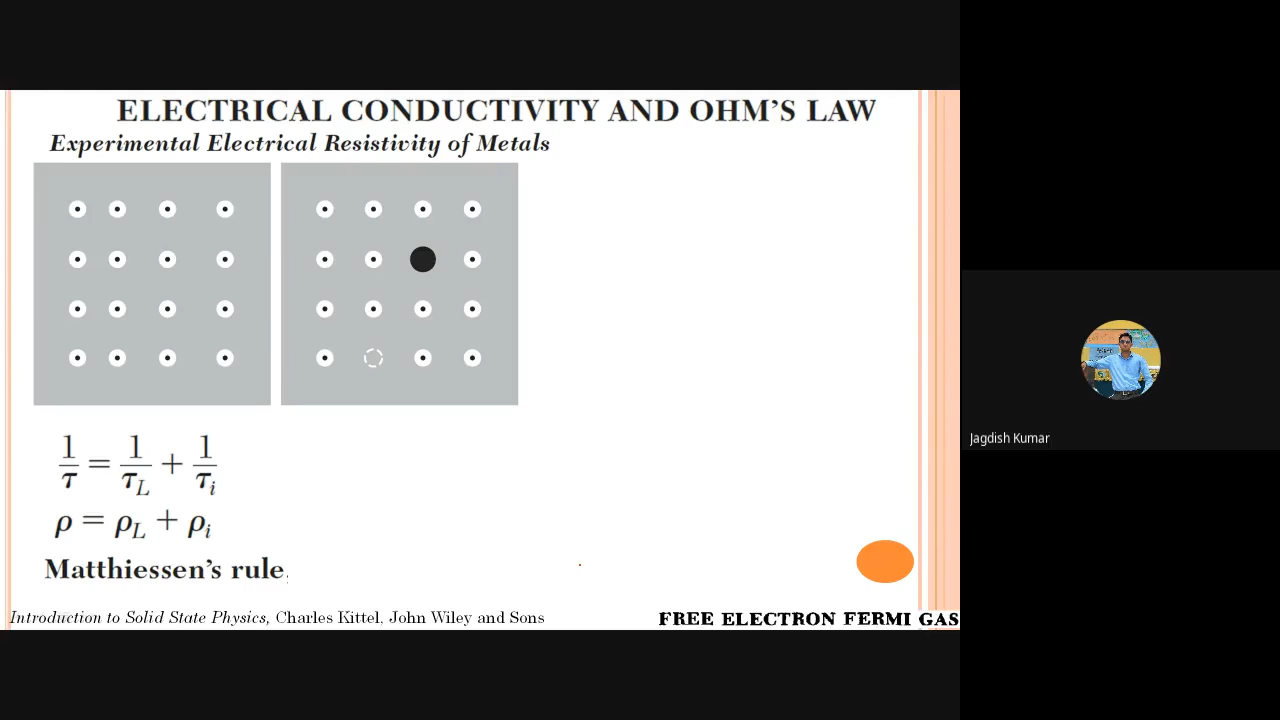 ELECTRICAL CONDUCTIVITY AND OHM'S LAW
Experimental Electrical Resistivity of Metals
1/τ = 1/τ_L + 1/τ_i
ρ = ρ_L + ρ_i
Matthiessen's rule
Introduction to Solid State Physics, Charles Kittel, John Wiley and Sons
FREE ELECTRON FERMI GAS
Jagdish Kumar